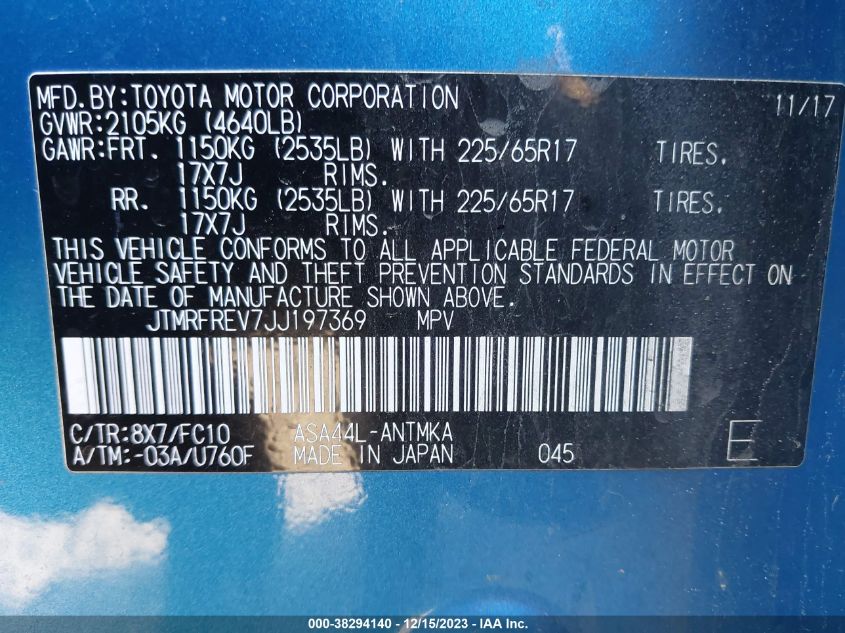 MFD.BY:TOYOTA MOTOR CORPORATION 11/17
GVWR:2105KG (4640LB)
GAWR:FRT. 1150KG (2535LB) WITH 225/65R17 TIRES.
17X7J RIMS.
RR. 1150KG (2535LB) WITH 225/65R17 TIRES,
17X7J RIMS.
THIS VEHICLE CONFORMS TO ALL APPLICABLE FEDERAL MOTOR
VEHICLE SAFETY AND THEFT PREVENTION STANDARDS IN EFFECT ON
THE DATE OF MANUFACTURE SHOWN ABOVE.
JTMRFREV7JJ197369 MPV
C/TR:8X7/FC10 ASA44L-ANTMKA
A/TM:-03A/U760F MADE IN JAPAN 045 E
000-38294140 - 12/15/2023 - IAAI.com